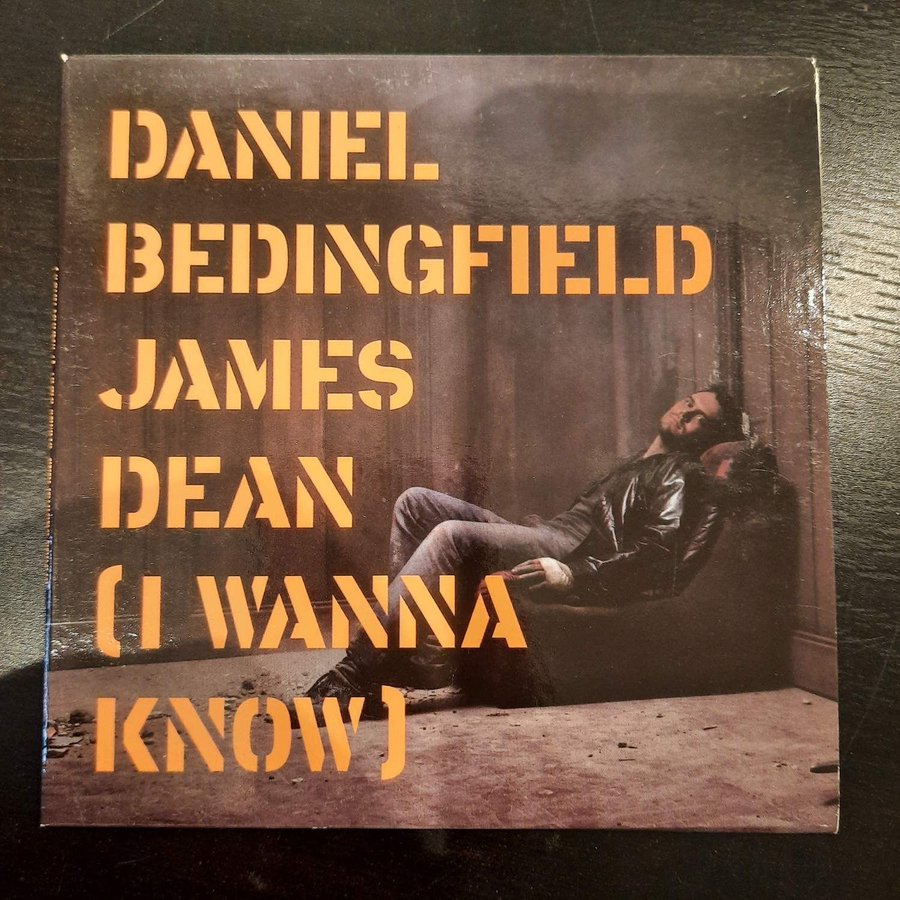 DANIEL
BEDINGFIELD
JAMES
DEAN
(I WANNA
KNOW)